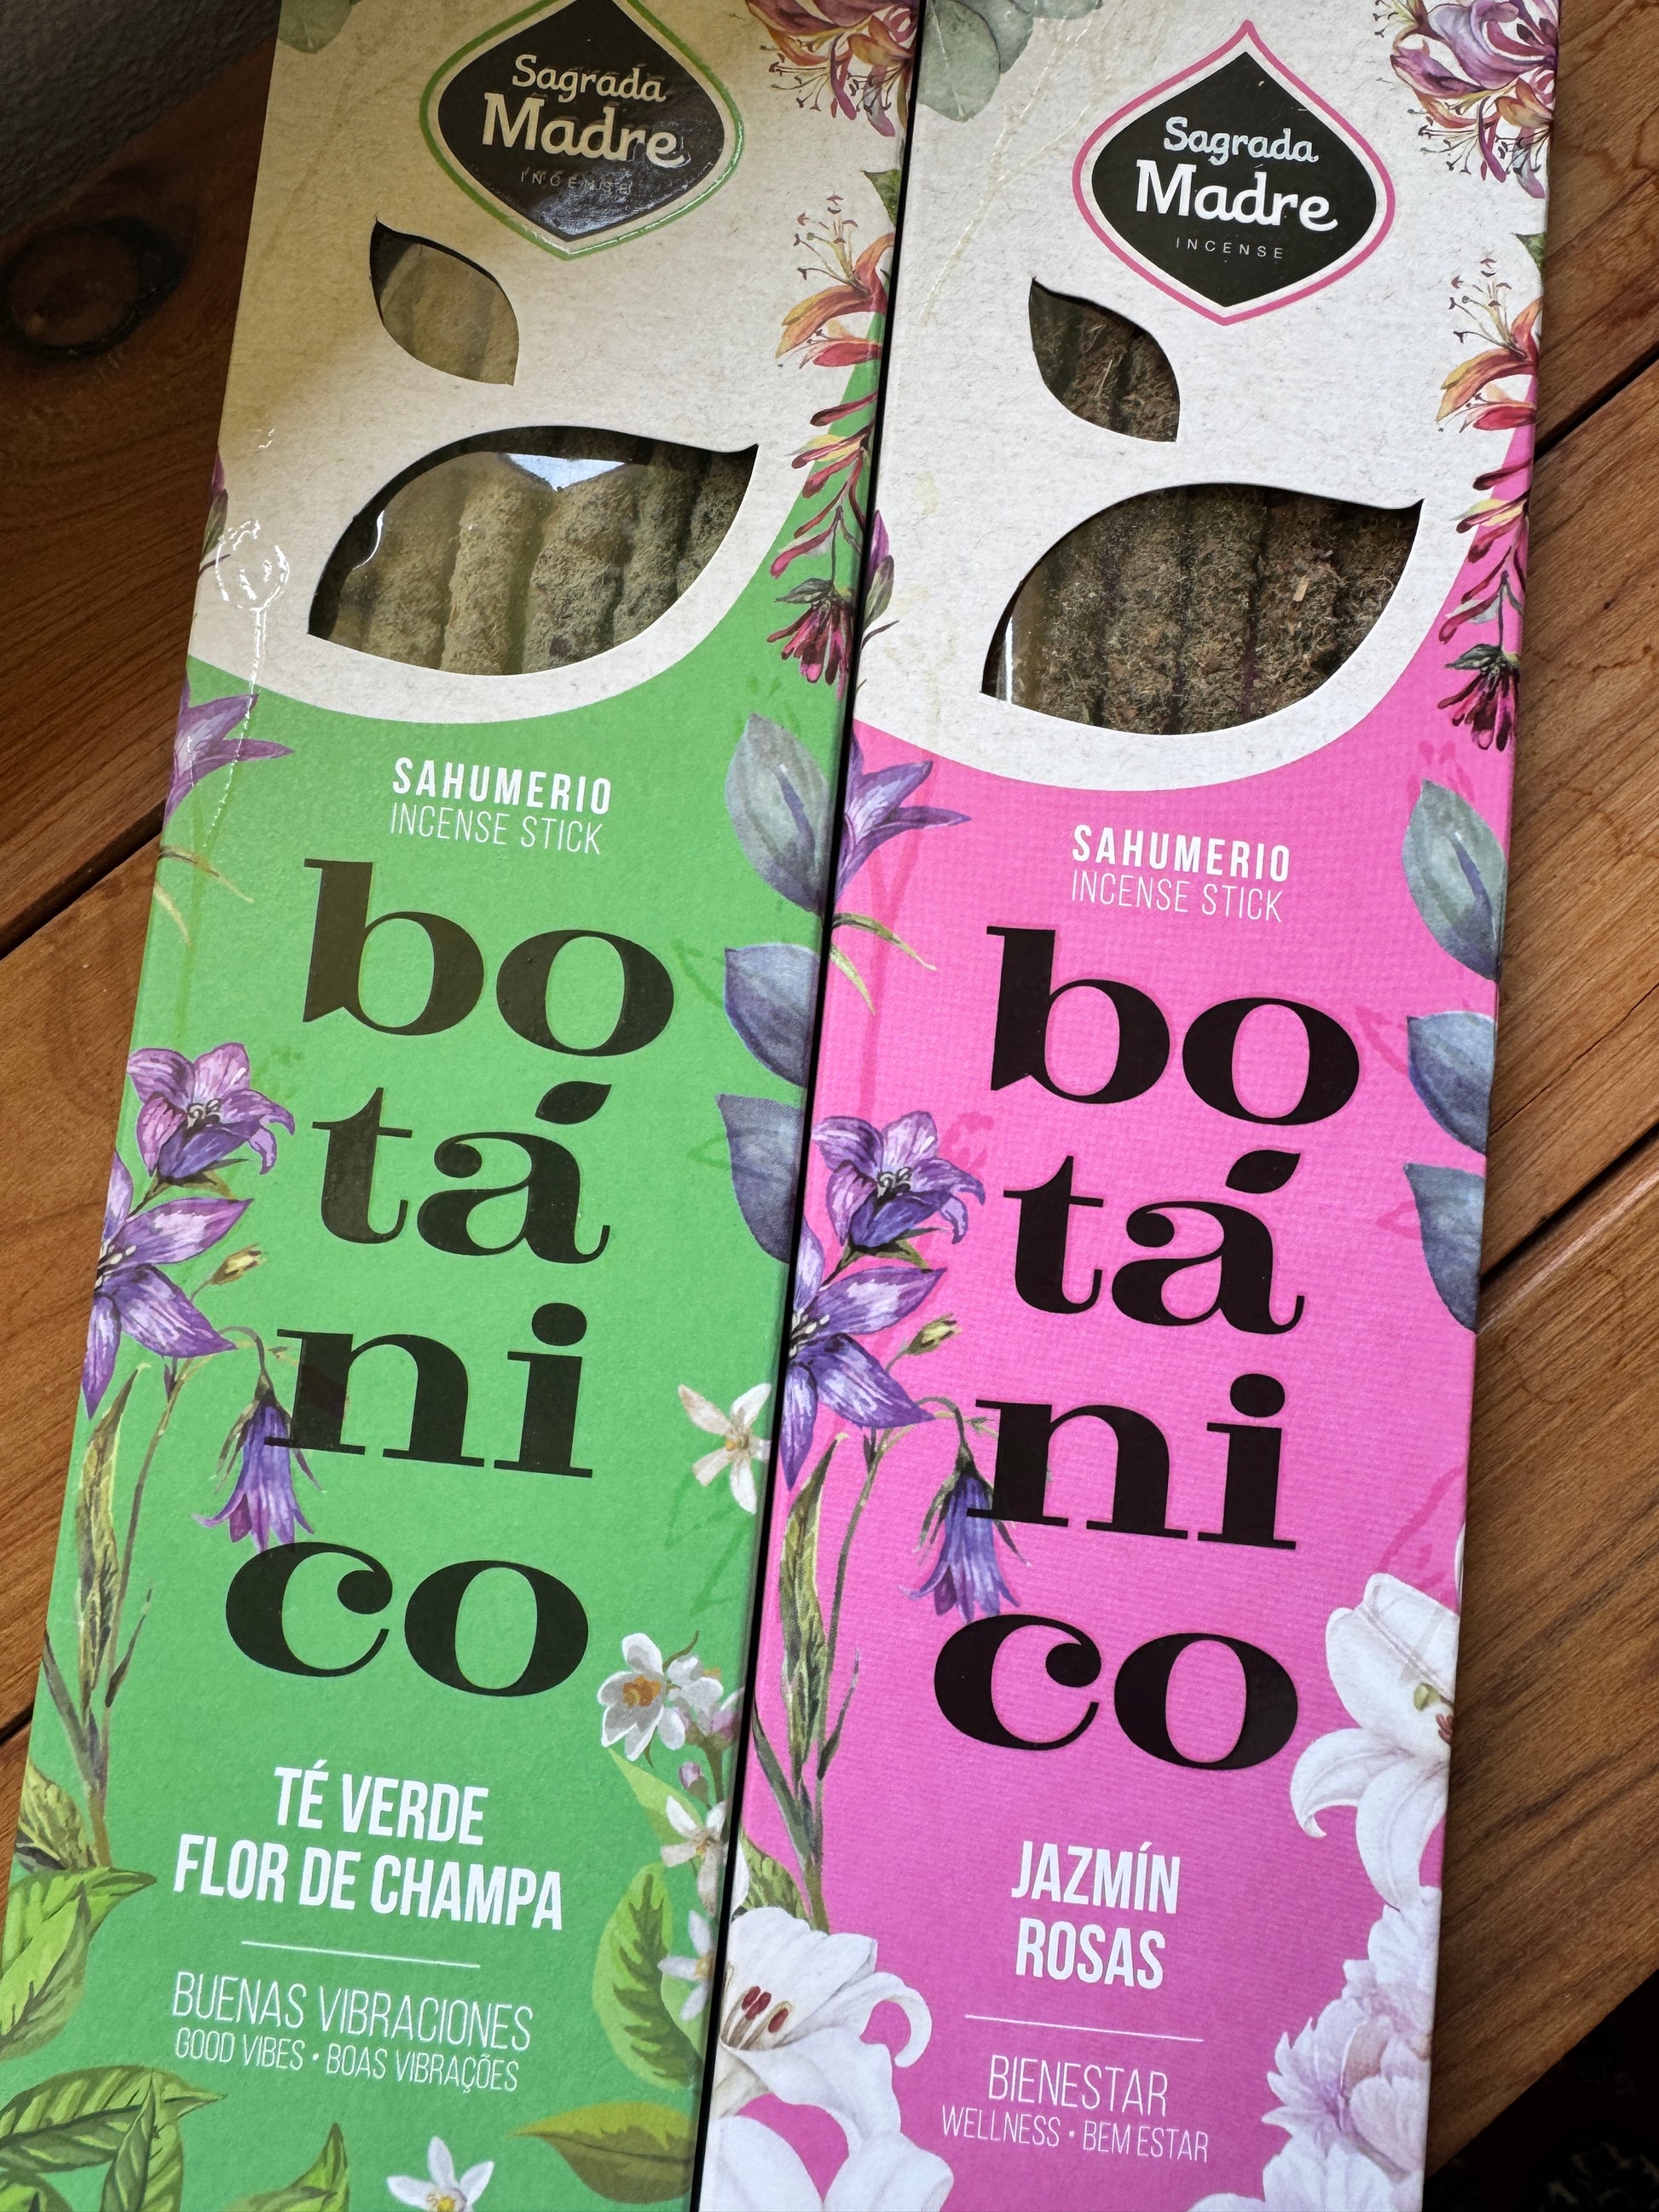 Sagrada
Madre
INCENSE
SAHUMERIO
INCENSE STICK
bo
tá
ni
co
TÉ VERDE
FLOR DE CHAMPA
BUENAS VIBRACIONES
GOOD VIBES • BOAS VIBRAÇÕES
Sagrada
Madre
INCENSE
SAHUMERIO
INCENSE STICK
bo
tá
ni
co
JAZMÍN
ROSAS
BIENESTAR
WELLNESS • BEM ESTAR